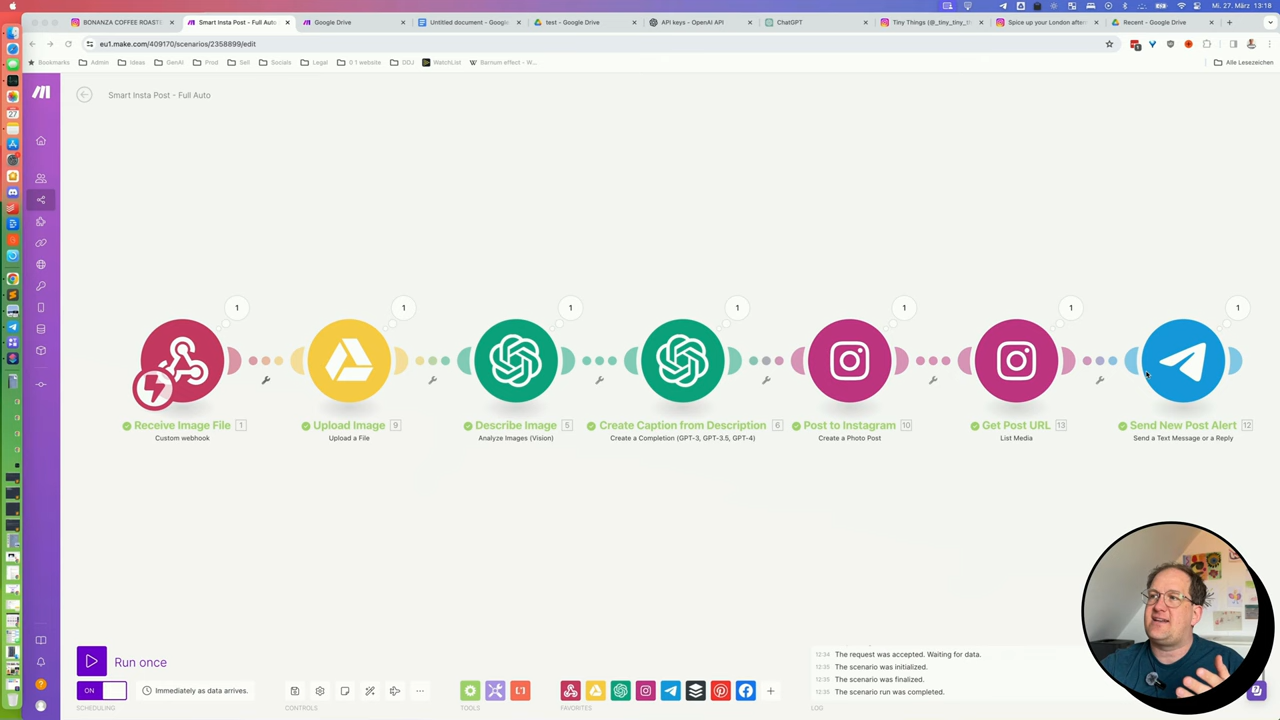 Mi. 27. März 13:18
BONANZA COFFEE ROAST
Smart Insta Post - Full Auto
Google Drive
Untitled document - Google
test - Google Drive
API keys - OpenAI API
ChatGPT
Tiny Things (@_tiny_tiny_th
Spice up your London after
Recent - Google Drive
eu1.make.com/409170/scenarios/2358899/edit
Bookmarks
Admin
Ideas
GenAI
Prod
Sell
Socials
Legal
0 1 website
DDJ
WatchList
Barnum effect - W...
Alle Lesezeichen
27
Smart Insta Post - Full Auto
1
1
1
1
1
1
1
Receive Image File 1
Custom webhook
Upload Image 9
Upload a File
Describe Image 5
Analyze Images (Vision)
Create Caption from Description 6
Create a Completion (GPT-3, GPT-3.5, GPT-4)
Post to Instagram 10
Create a Photo Post
Get Post URL 13
List Media
Send New Post Alert 12
Send a Text Message or a Reply
Run once
ON
Immediately as data arrives.
SCHEDULING
CONTROLS
TOOLS
FAVORITES
12:34 The request was accepted. Waiting for data.
12:35 The scenario was initialized.
12:35 The scenario was finalized.
12:35 The scenario run was completed.
LOG